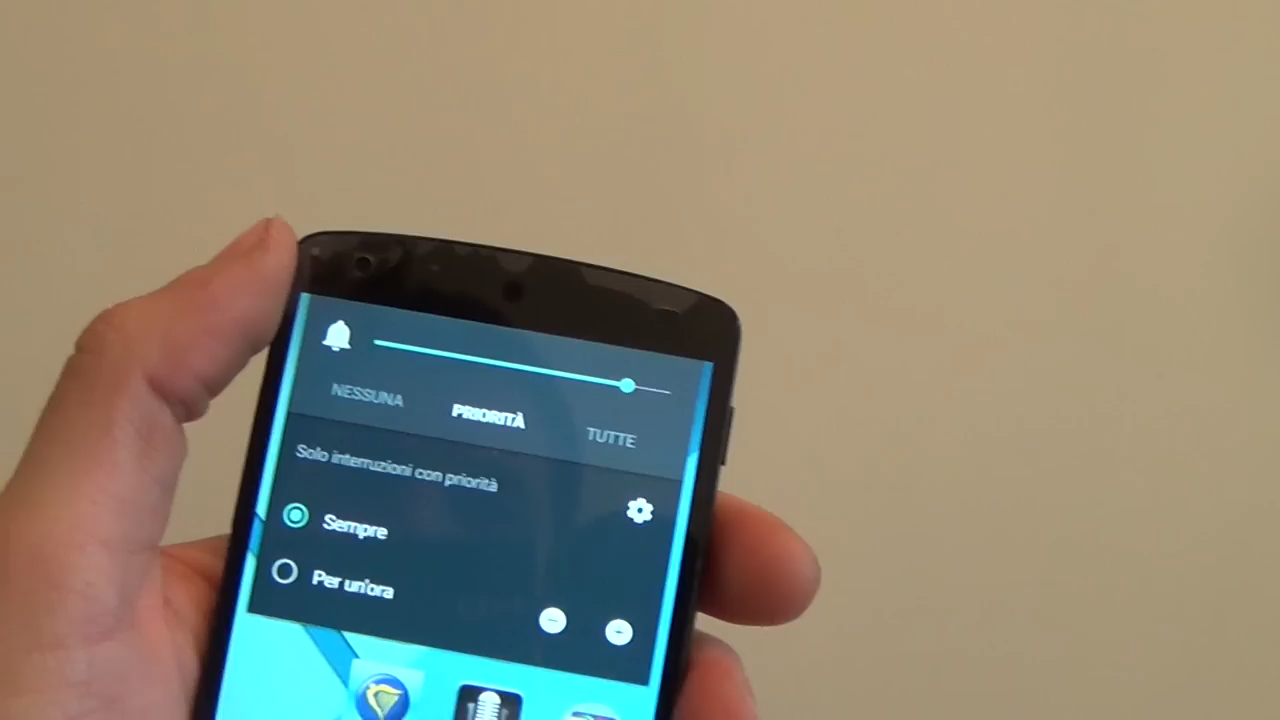 NESSUNA
PRIORITÀ
TUTTE
Solo interruzioni con priorità
Sempre
Per un'ora